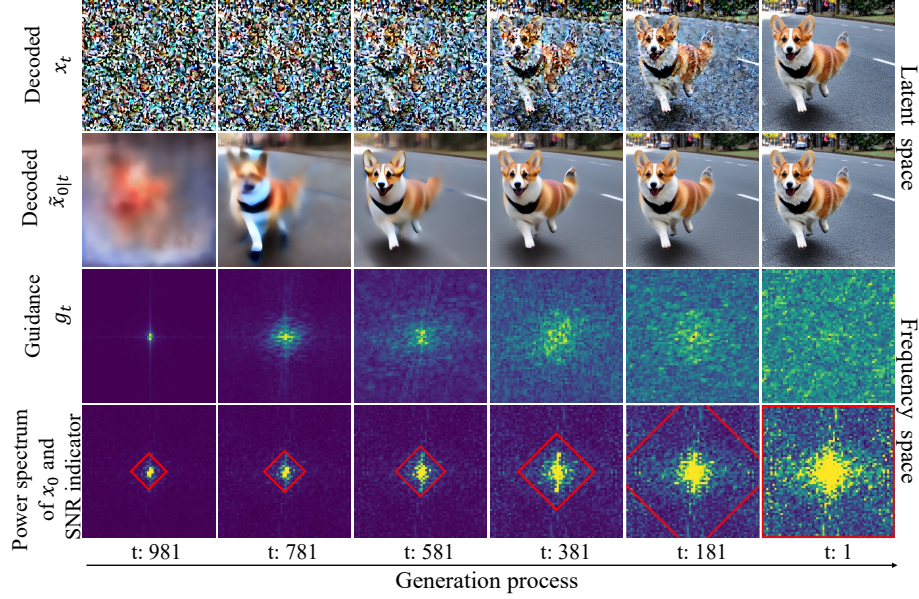 Decoded
x_t
Decoded
x̃_{0|t}
Guidance
g_t
Power spectrum
of x_0 and
SNR indicator
Latent space
Frequency space
t: 981
t: 781
t: 581
t: 381
t: 181
t: 1
Generation process